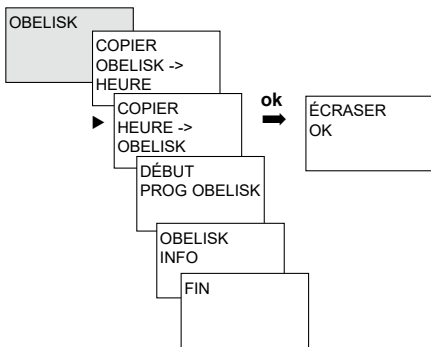 OBELISK
COPIER
OBELISK ->
HEURE
COPIER
HEURE ->
OBELISK
ok
ÉCRASER
OK
DÉBUT
PROG OBELISK
OBELISK
INFO
FIN